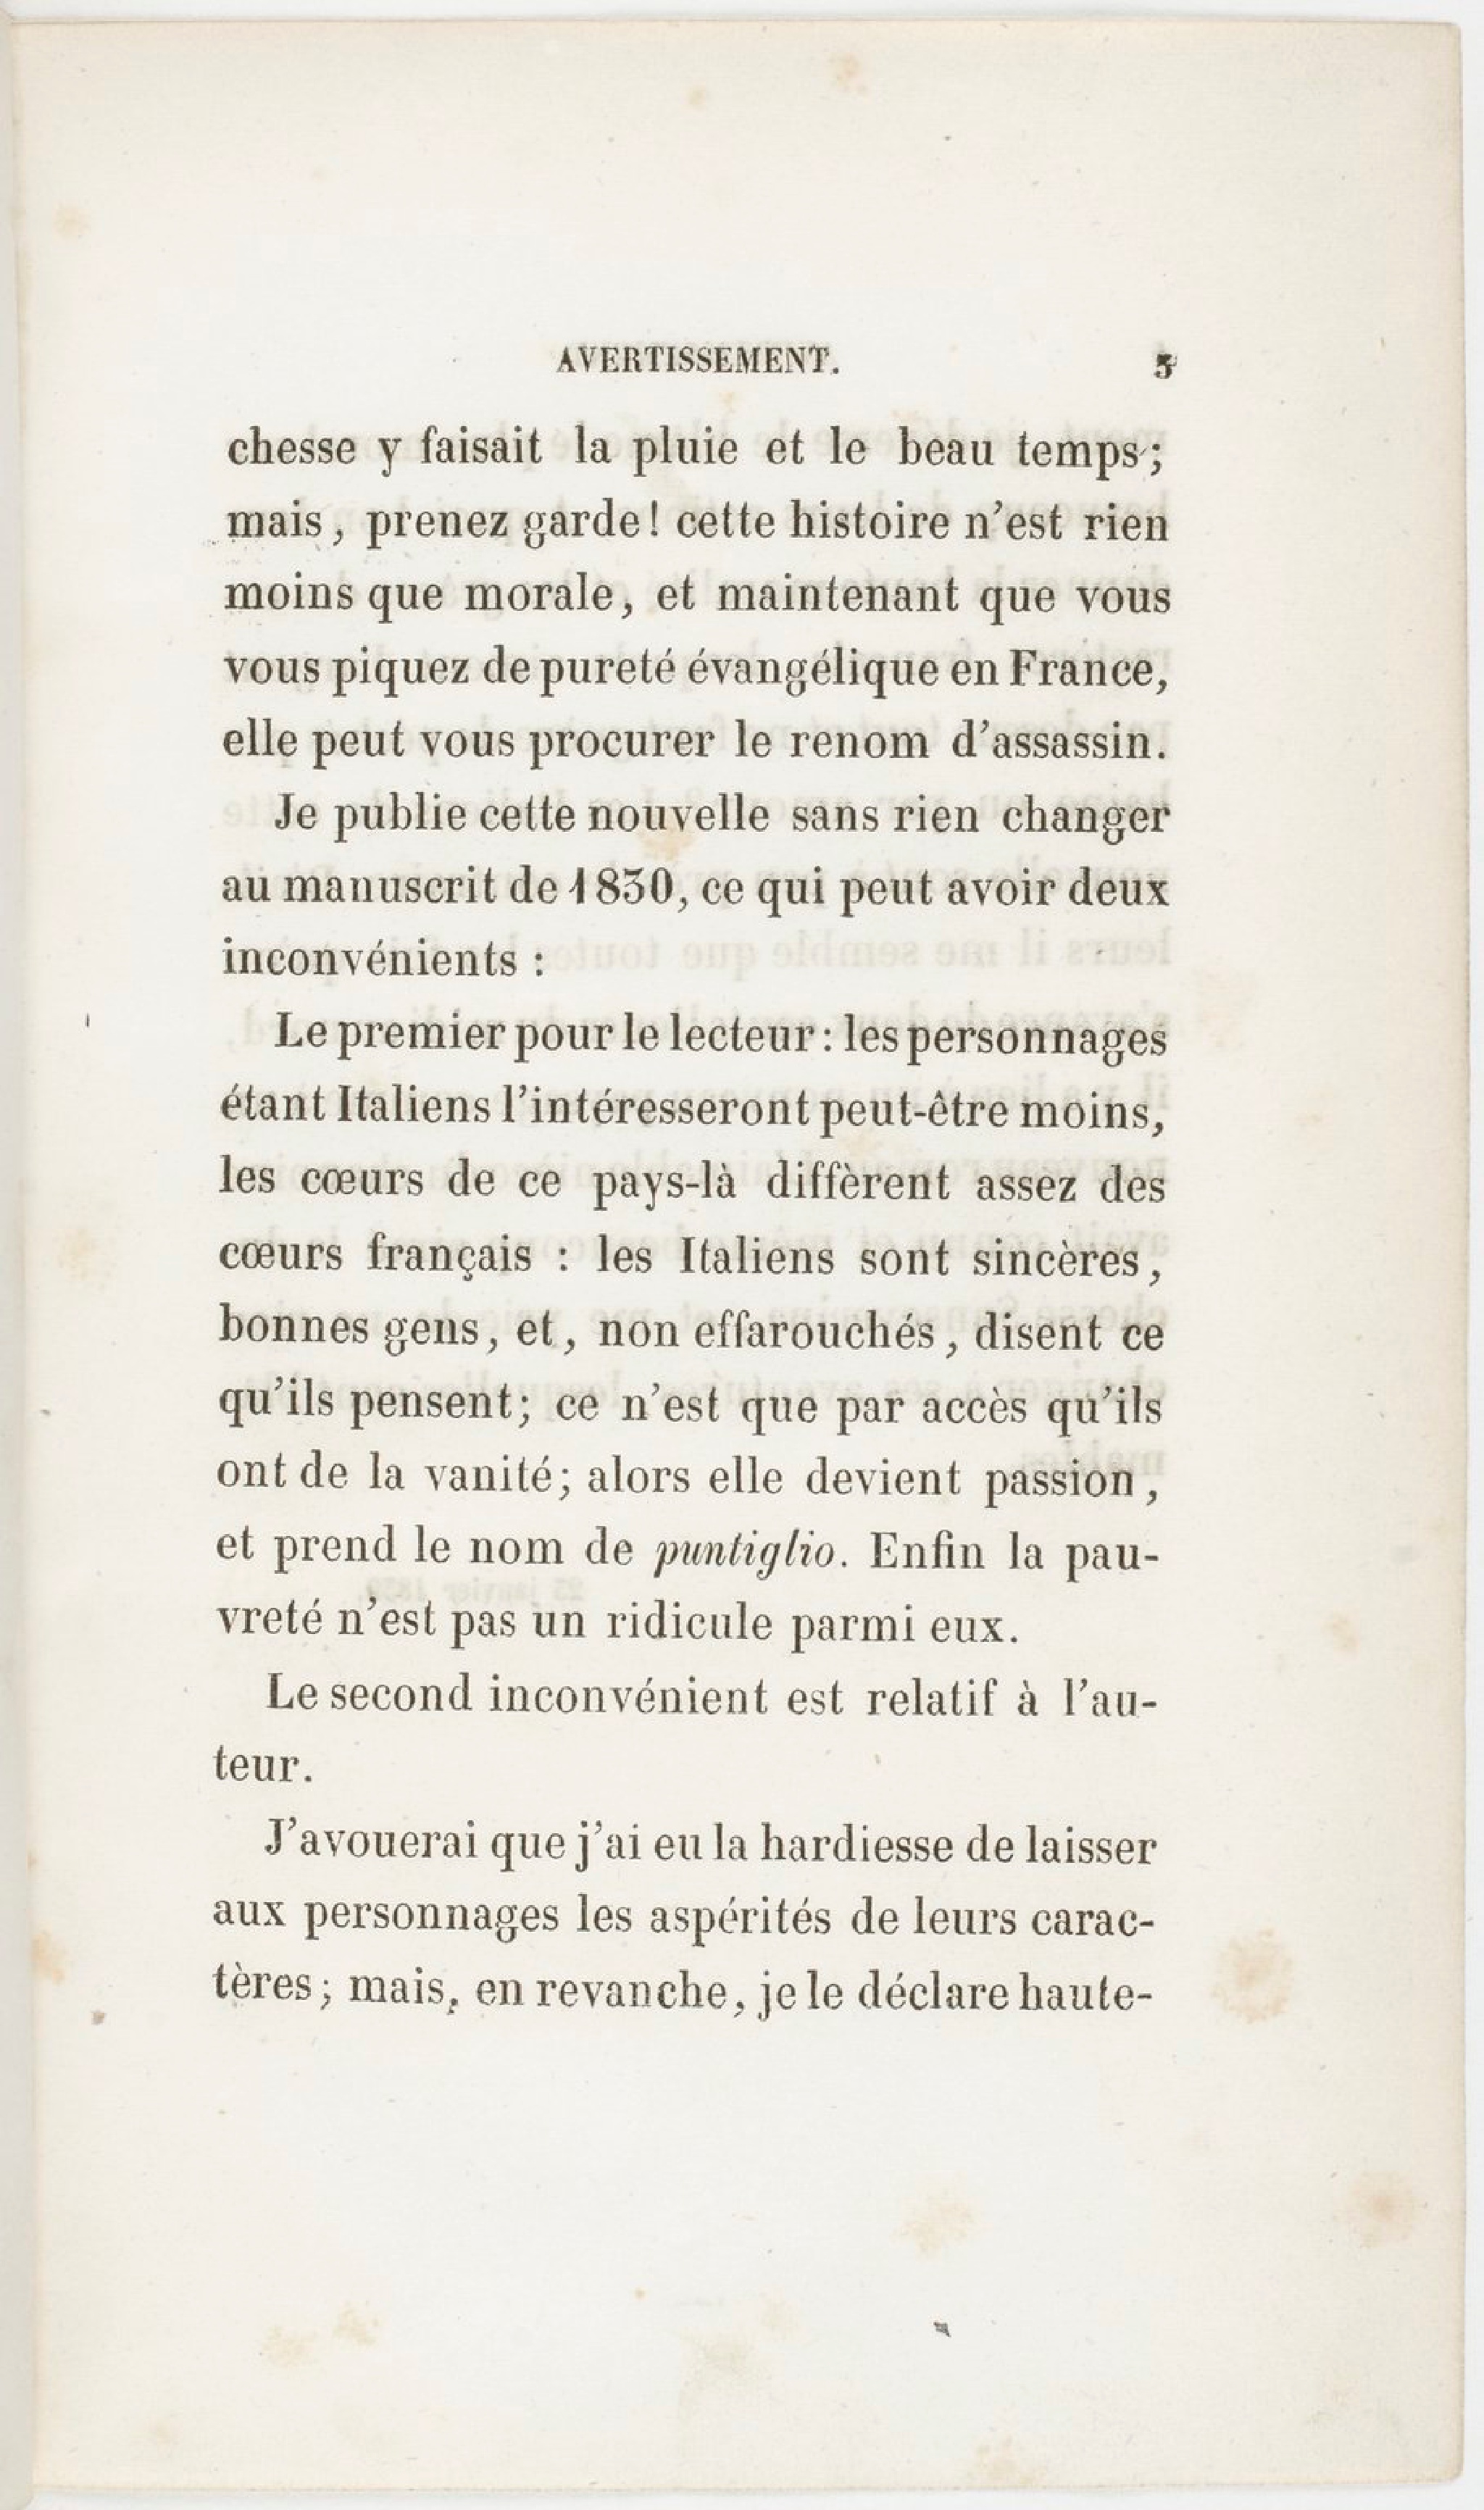 AVERTISSEMENT. 3
chesse y faisait la pluie et le beau temps;
mais, prenez garde! cette histoire n'est rien
moins que morale, et maintenant que vous
vous piquez de pureté évangélique en France,
elle peut vous procurer le renom d'assassin.
Je publie cette nouvelle sans rien changer
au manuscrit de 1830, ce qui peut avoir deux
inconvénients :
Le premier pour le lecteur : les personnages
étant Italiens l'intéresseront peut-être moins,
les cœurs de ce pays-là diffèrent assez des
cœurs français : les Italiens sont sincères,
bonnes gens, et, non effarouchés, disent ce
qu'ils pensent; ce n'est que par accès qu'ils
ont de la vanité; alors elle devient passion,
et prend le nom de puntiglio. Enfin la pau-
vreté n'est pas un ridicule parmi eux.
Le second inconvénient est relatif à l'au-
teur.
J'avouerai que j'ai eu la hardiesse de laisser
aux personnages les aspérités de leurs carac-
tères; mais, en revanche, je le déclare haute-